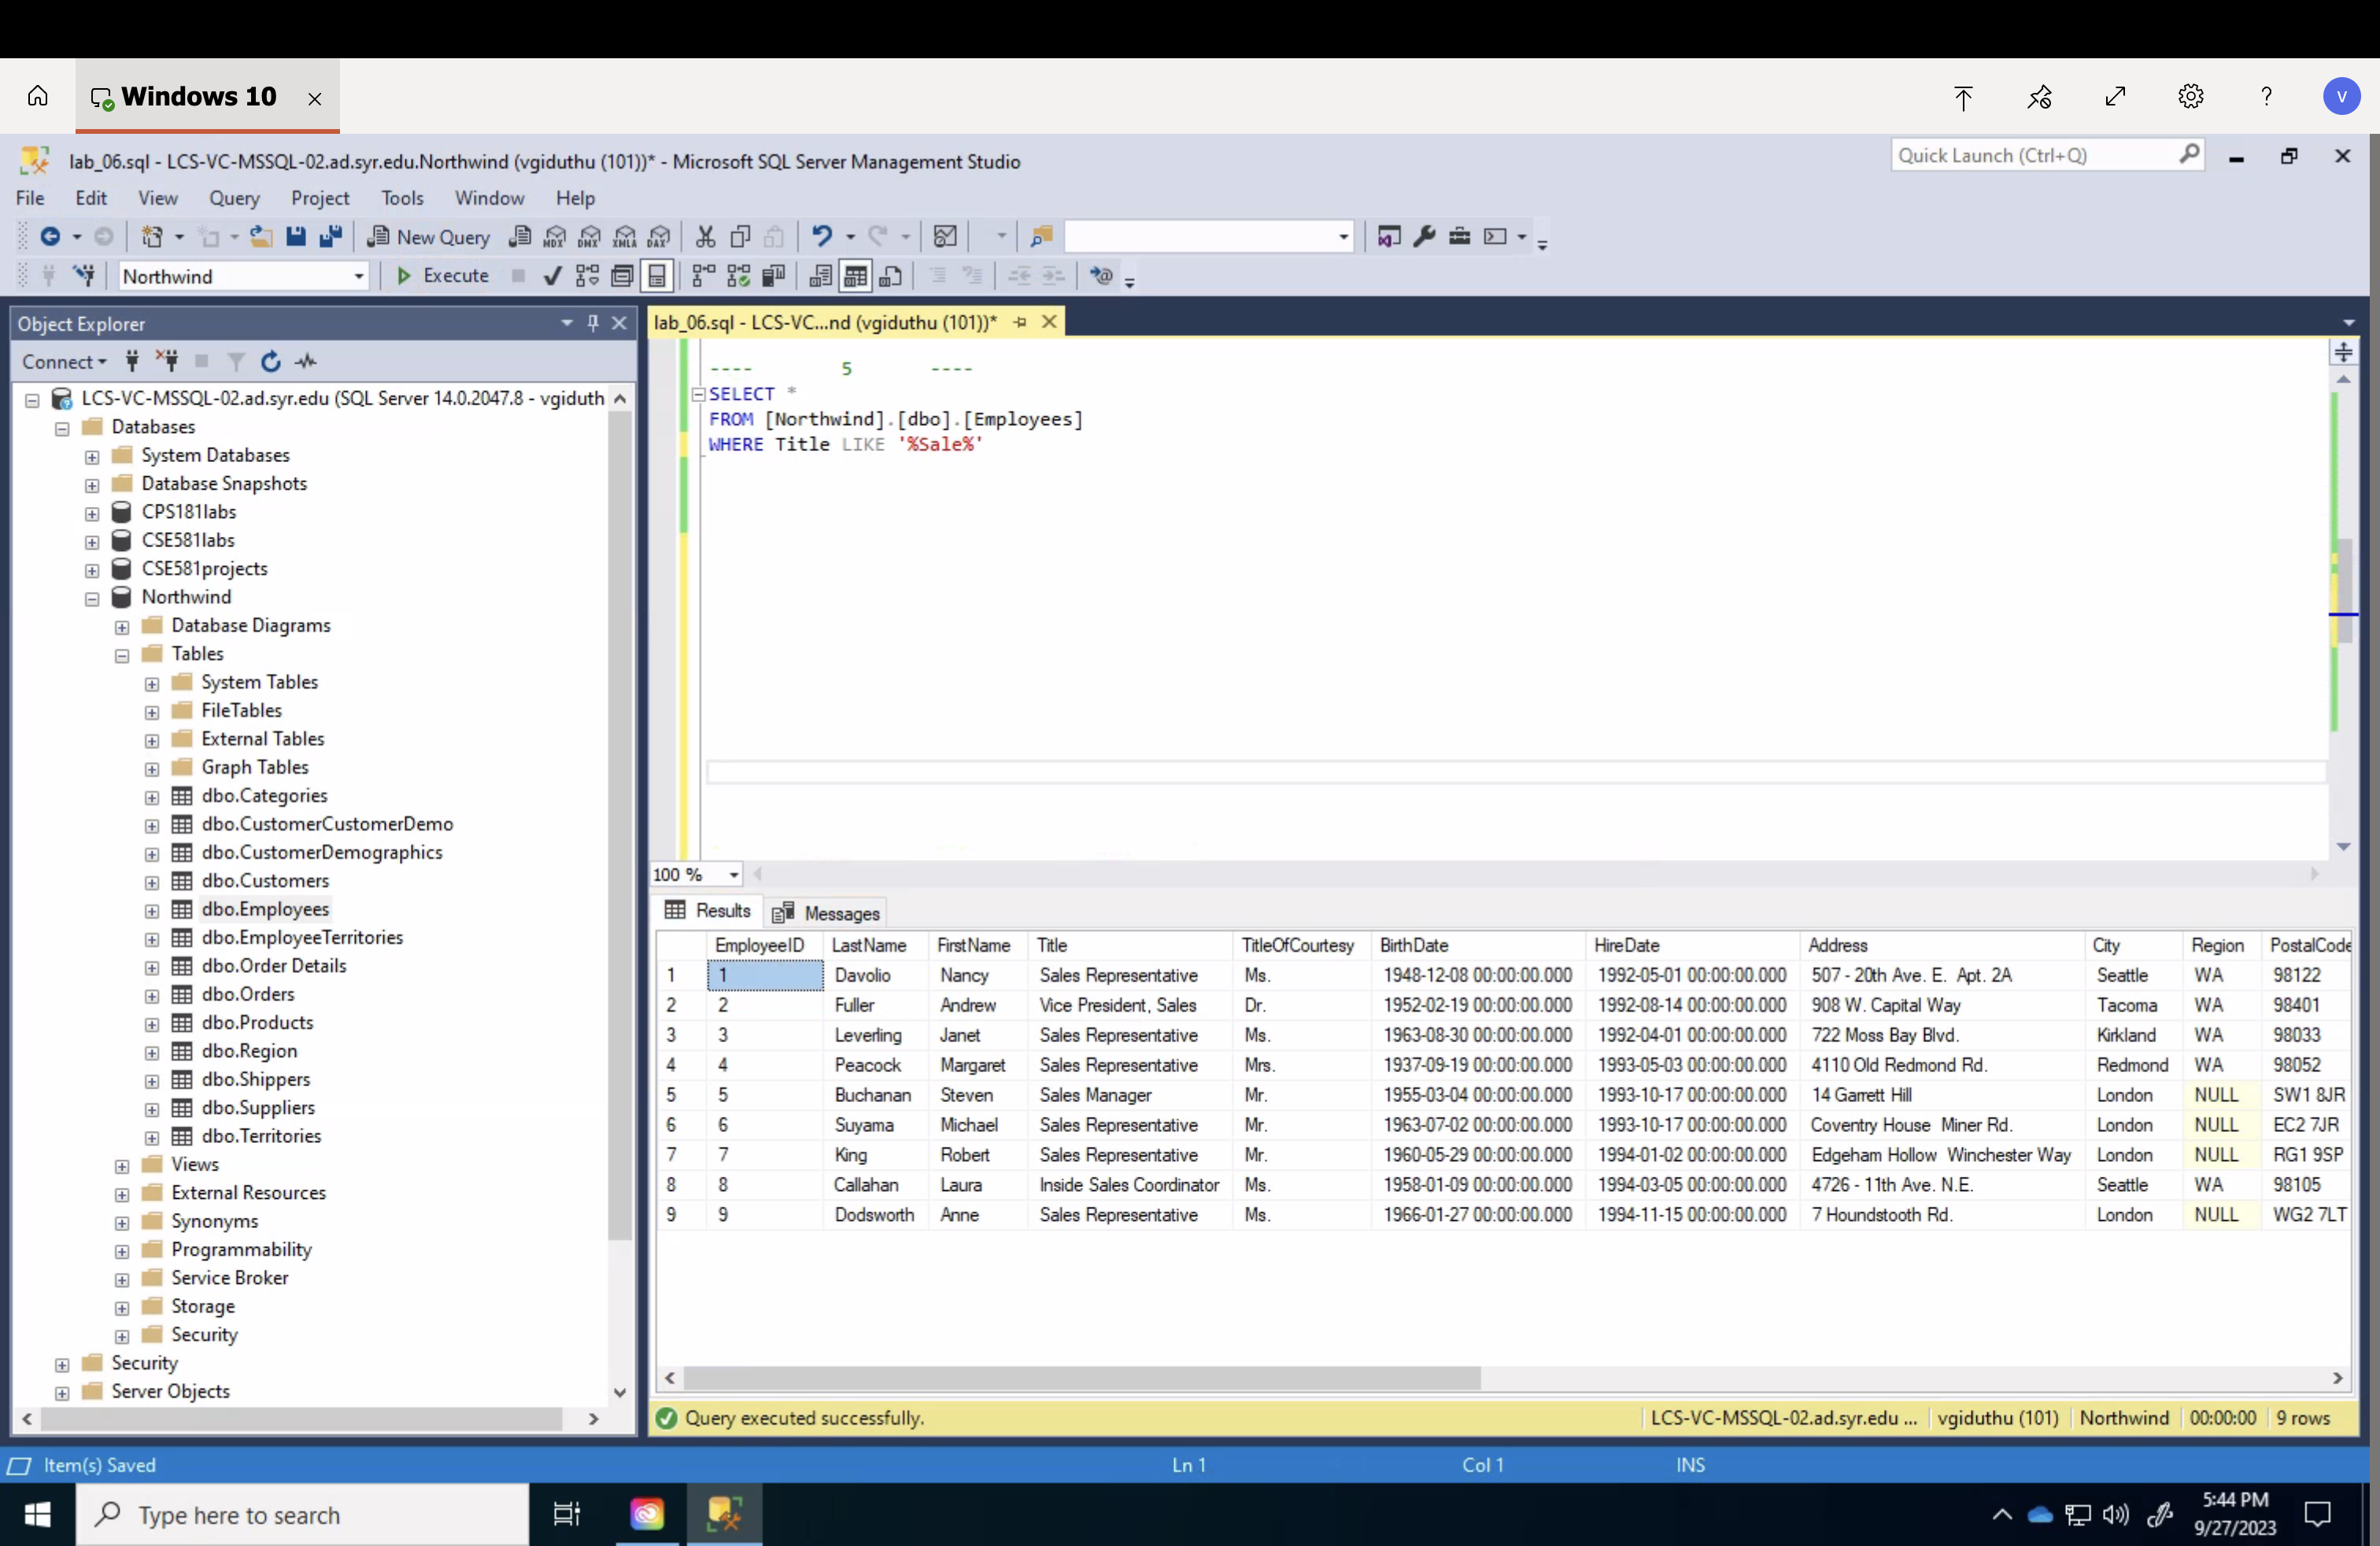 Windows 10
?
V
lab_06.sql - LCS-VC-MSSQL-02.ad.syr.edu.Northwind (vgiduthu (101))* - Microsoft SQL Server Management Studio
Quick Launch (Ctrl+Q)
File Edit View Query Project Tools Window Help
New Query MDX DMX XMLA DAX
Northwind Execute
Object Explorer
lab_06.sql - LCS-VC...nd (vgiduthu (101))*
Connect
LCS-VC-MSSQL-02.ad.syr.edu (SQL Server 14.0.2047.8 - vgiduth
Databases
System Databases
Database Snapshots
CPS181labs
CSE581labs
CSE581projects
Northwind
Database Diagrams
Tables
System Tables
FileTables
External Tables
Graph Tables
dbo.Categories
dbo.CustomerCustomerDemo
dbo.CustomerDemographics
dbo.Customers
dbo.Employees
dbo.EmployeeTerritories
dbo.Order Details
dbo.Orders
dbo.Products
dbo.Region
dbo.Shippers
dbo.Suppliers
dbo.Territories
Views
External Resources
Synonyms
Programmability
Service Broker
Storage
Security
Security
Server Objects
---- 5 ----
SELECT *
FROM [Northwind].[dbo].[Employees]
WHERE Title LIKE '%Sale%'
100 %
Results Messages
EmployeeID LastName FirstName Title TitleOfCourtesy BirthDate HireDate Address City Region PostalCode
1 1 Davolio Nancy Sales Representative Ms. 1948-12-08 00:00:00.000 1992-05-01 00:00:00.000 507 - 20th Ave. E. Apt. 2A Seattle WA 98122
2 2 Fuller Andrew Vice President, Sales Dr. 1952-02-19 00:00:00.000 1992-08-14 00:00:00.000 908 W. Capital Way Tacoma WA 98401
3 3 Leverling Janet Sales Representative Ms. 1963-08-30 00:00:00.000 1992-04-01 00:00:00.000 722 Moss Bay Blvd. Kirkland WA 98033
4 4 Peacock Margaret Sales Representative Mrs. 1937-09-19 00:00:00.000 1993-05-03 00:00:00.000 4110 Old Redmond Rd. Redmond WA 98052
5 5 Buchanan Steven Sales Manager Mr. 1955-03-04 00:00:00.000 1993-10-17 00:00:00.000 14 Garrett Hill London NULL SW1 8JR
6 6 Suyama Michael Sales Representative Mr. 1963-07-02 00:00:00.000 1993-10-17 00:00:00.000 Coventry House Miner Rd. London NULL EC2 7JR
7 7 King Robert Sales Representative Mr. 1960-05-29 00:00:00.000 1994-01-02 00:00:00.000 Edgeham Hollow Winchester Way London NULL RG1 9SP
8 8 Callahan Laura Inside Sales Coordinator Ms. 1958-01-09 00:00:00.000 1994-03-05 00:00:00.000 4726 - 11th Ave. N.E. Seattle WA 98105
9 9 Dodsworth Anne Sales Representative Ms. 1966-01-27 00:00:00.000 1994-11-15 00:00:00.000 7 Houndstooth Rd. London NULL WG2 7LT
Query executed successfully. LCS-VC-MSSQL-02.ad.syr.edu ... vgiduthu (101) Northwind 00:00:00 9 rows
Item(s) Saved Ln 1 Col 1 INS
Type here to search
5:44 PM
9/27/2023